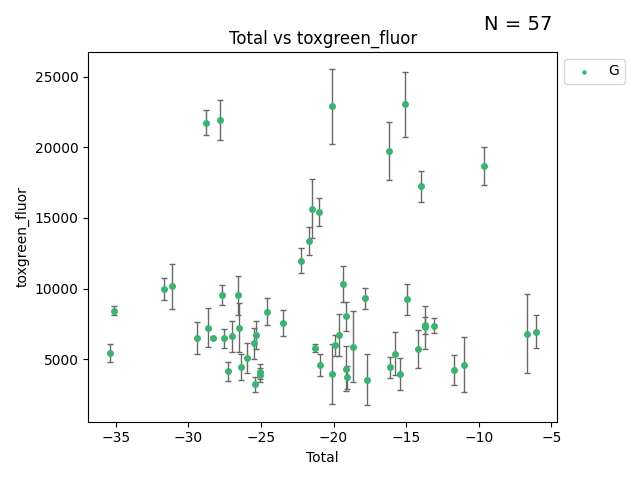 N = 57
Total vs toxgreen_fluor
G
25000
20000
15000
10000
5000
toxgreen_fluor
−35 −30 −25 −20 −15 −10 −5
Total